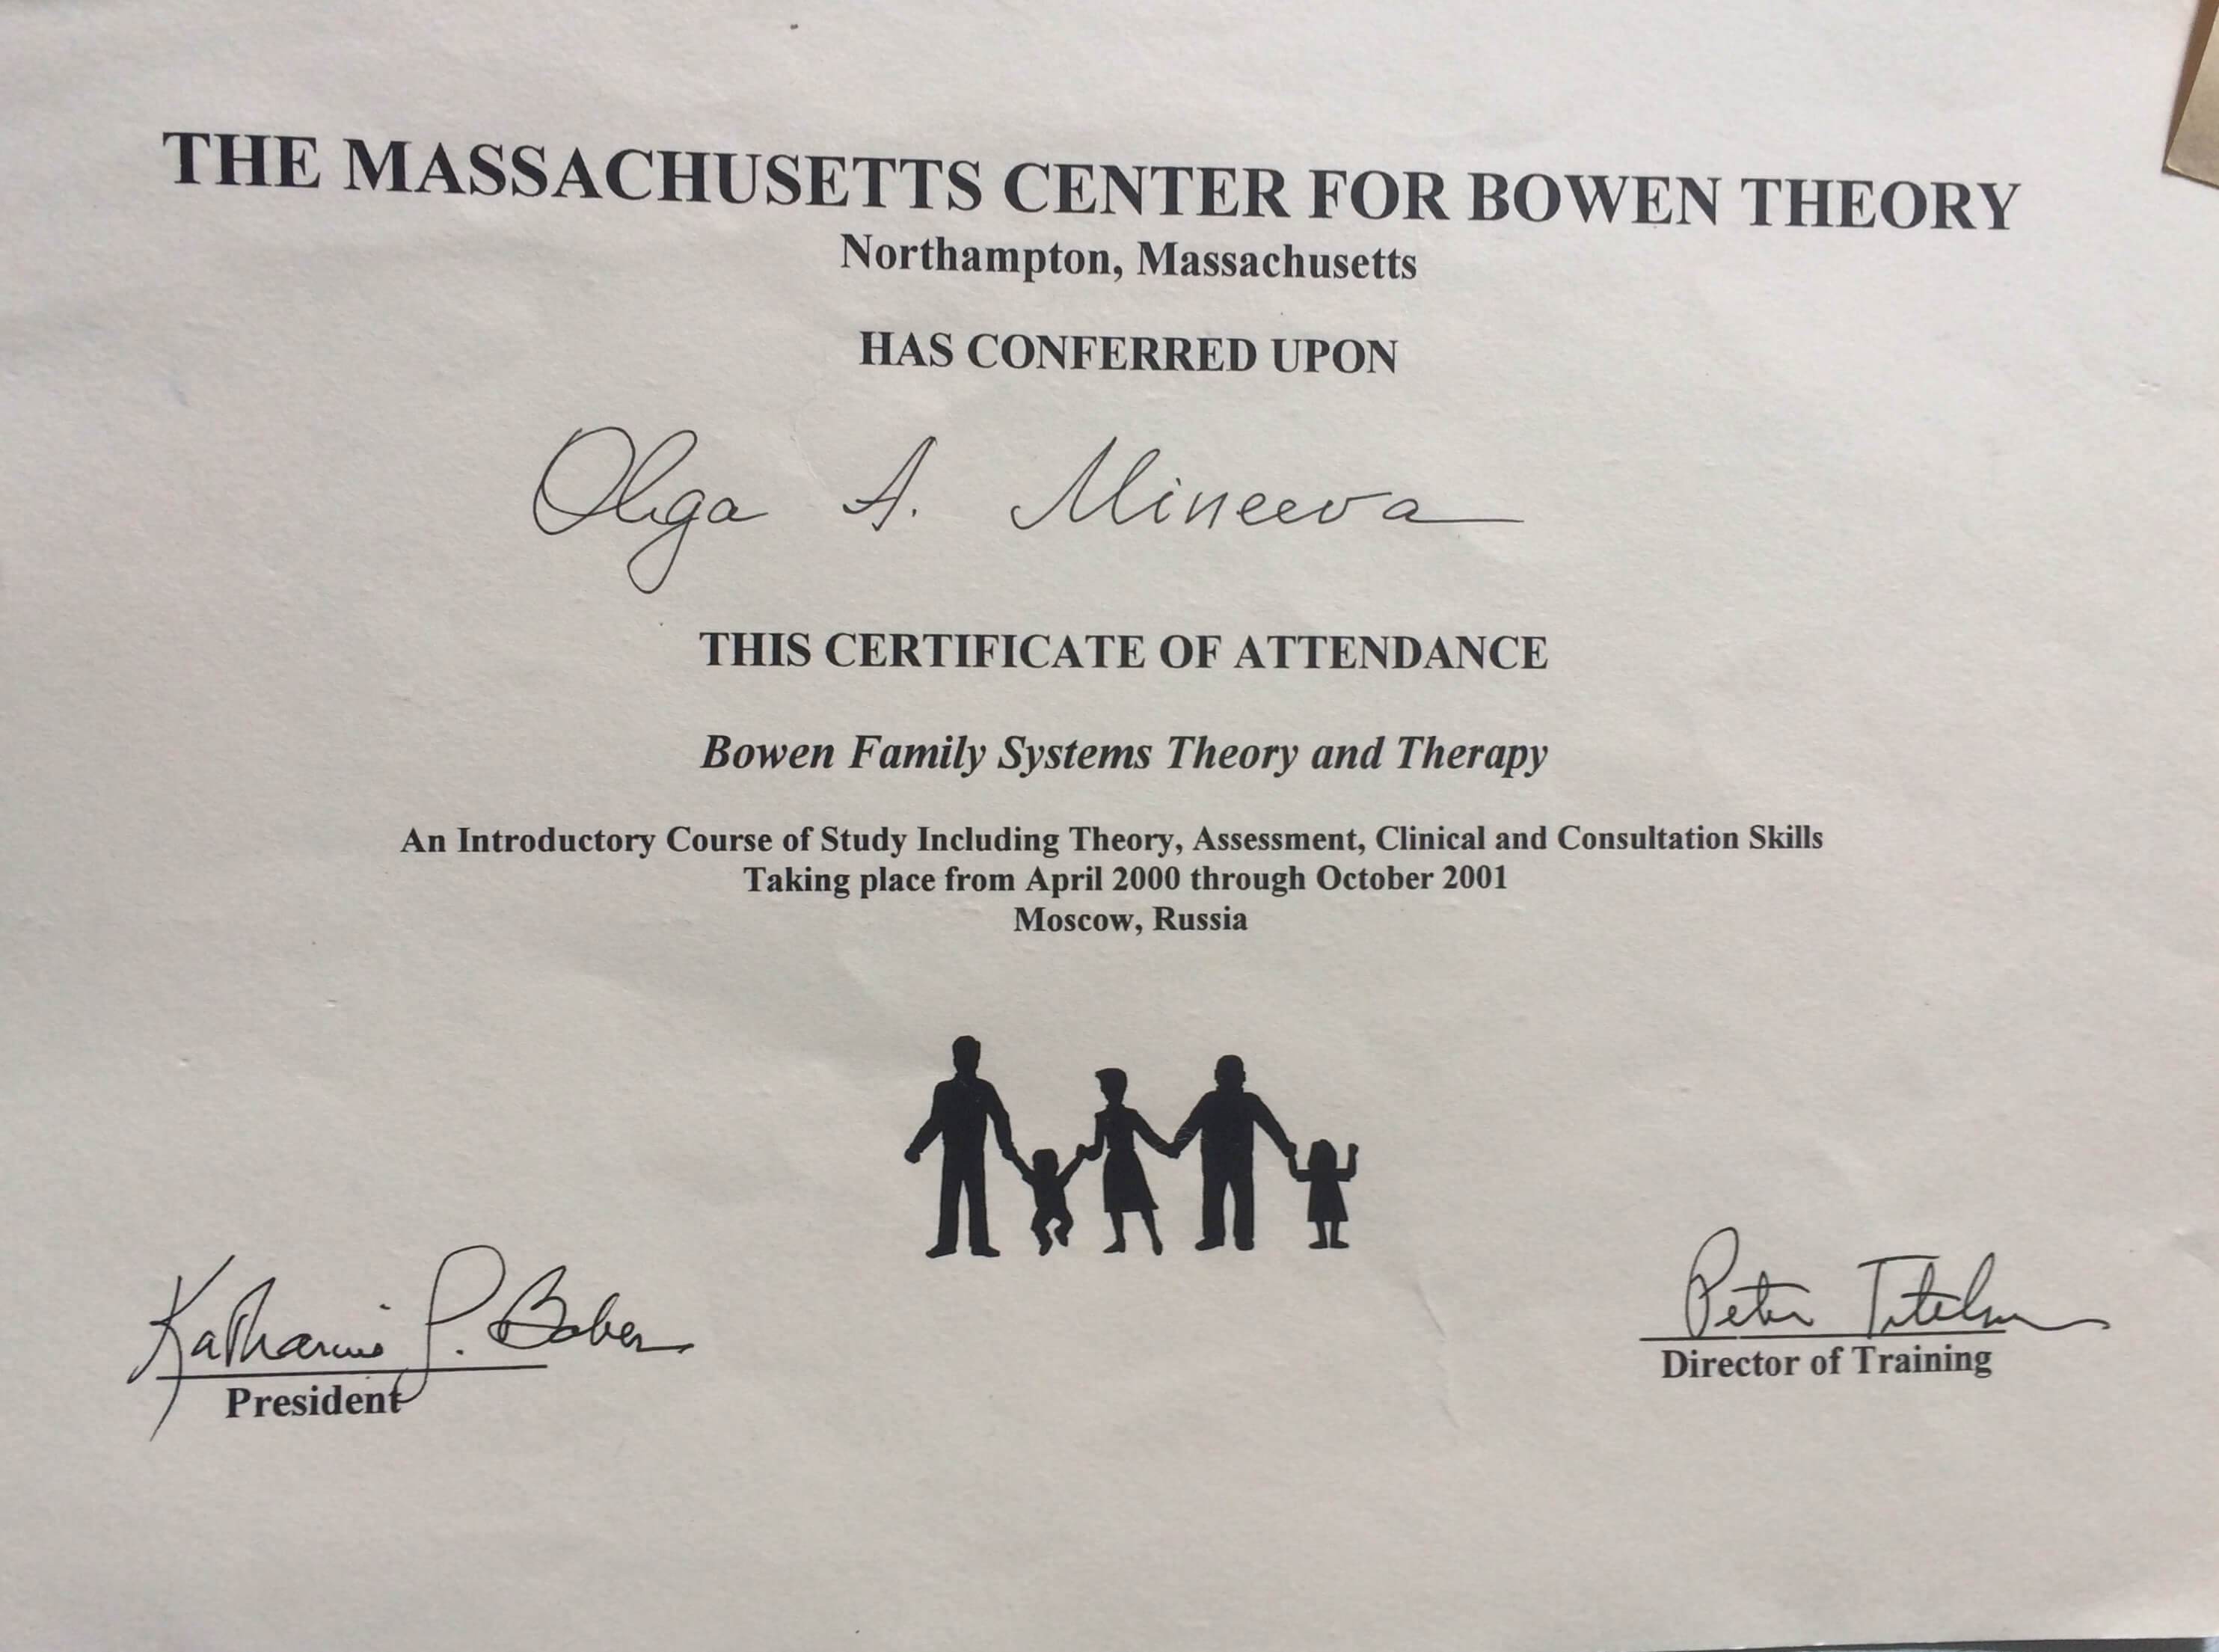 THE MASSACHUSETTS CENTER FOR BOWEN THEORY
Northampton, Massachusetts
HAS CONFERRED UPON
Olga A. Mineeva
THIS CERTIFICATE OF ATTENDANCE
Bowen Family Systems Theory and Therapy
An Introductory Course of Study Including Theory, Assessment, Clinical and Consultation Skills
Taking place from April 2000 through October 2001
Moscow, Russia
Peter Titelman
Director of Training
President